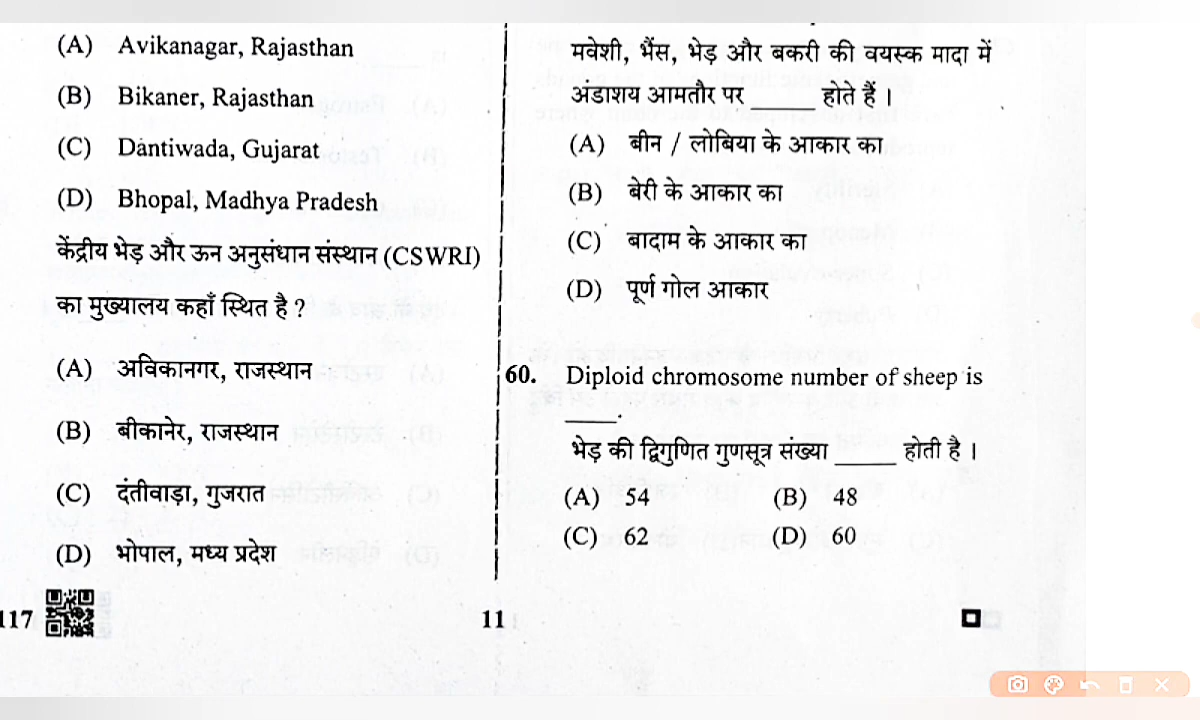 (A) Avikanagar, Rajasthan
(B) Bikaner, Rajasthan
(C) Dantiwada, Gujarat
(D) Bhopal, Madhya Pradesh
केंद्रीय भेड़ और ऊन अनुसंधान संस्थान (CSWRI)
का मुख्यालय कहाँ स्थित है ?
(A) अविकानगर, राजस्थान
(B) बीकानेर, राजस्थान
(C) दंतीवाड़ा, गुजरात
(D) भोपाल, मध्य प्रदेश
मवेशी, भैंस, भेड़ और बकरी की वयस्क मादा में
अंडाशय आमतौर पर ______ होते हैं ।
(A) बीन / लोबिया के आकार का
(B) बेरी के आकार का
(C) बादाम के आकार का
(D) पूर्ण गोल आकार
60. Diploid chromosome number of sheep is
_____.
भेड़ की द्विगुणित गुणसूत्र संख्या ______ होती है ।
(A) 54 (B) 48
(C) 62 (D) 60
117
11